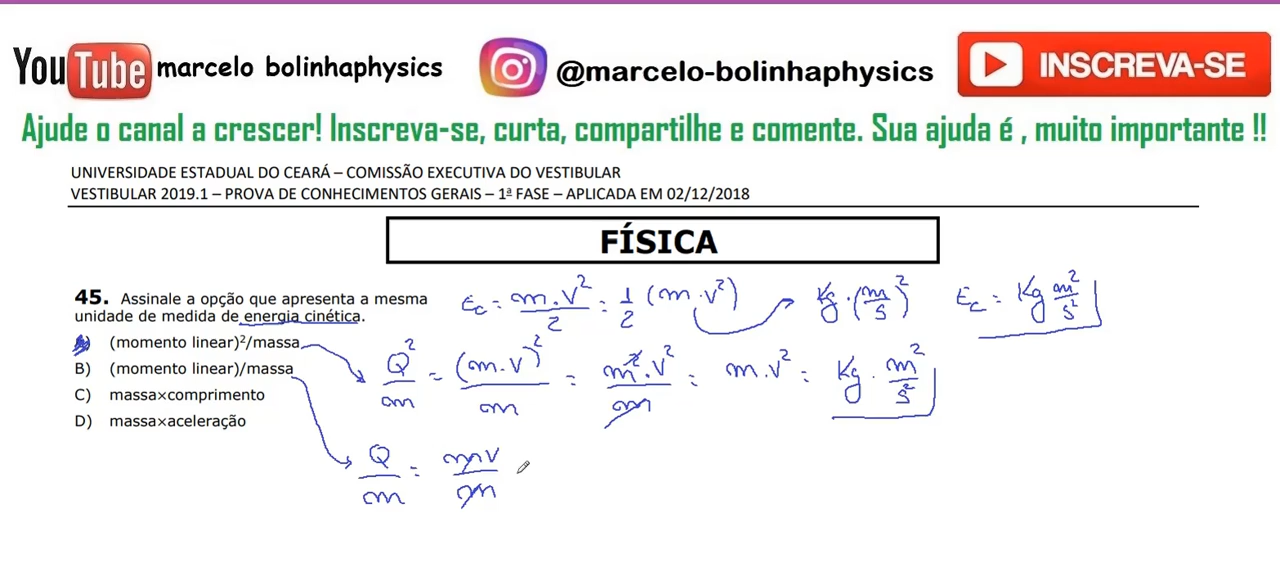 YouTube marcelo bolinhaphysics @marcelo-bolinhaphysics INSCREVA-SE
Ajude o canal a crescer! Inscreva-se, curta, compartilhe e comente. Sua ajuda é , muito importante !!
UNIVERSIDADE ESTADUAL DO CEARÁ – COMISSÃO EXECUTIVA DO VESTIBULAR
VESTIBULAR 2019.1 – PROVA DE CONHECIMENTOS GERAIS – 1ª FASE – APLICADA EM 02/12/2018
FÍSICA
45. Assinale a opção que apresenta a mesma
unidade de medida de energia cinética.
(momento linear)²/massa
B) (momento linear)/massa
C) massa×comprimento
D) massa×aceleração
Ec = m.v²/2 = 1/2 (m.v²) Kg.(m/s)² Ec = Kg m²/s²
Q²/m = (m.v)²/m = m².v²/m = m.v² = Kg.m²/s²
Q/m = mv/m